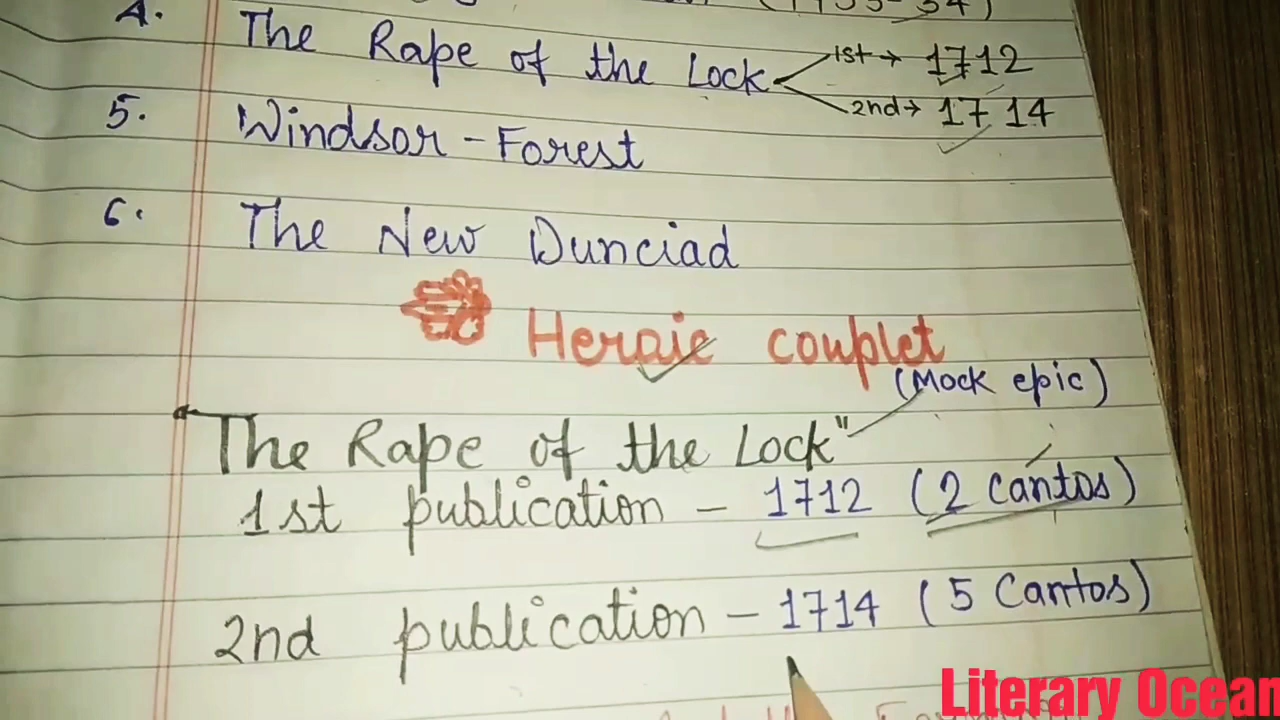 4. The Rape of the Lock 1st → 1712
2nd → 1714
5. Windsor - Forest
6. The New Dunciad
Heroic couplet
(Mock epic)
"The Rape of the Lock"
1st publication - 1712 (2 Cantos)
2nd publication - 1714 (5 Cantos)
Literary Ocean